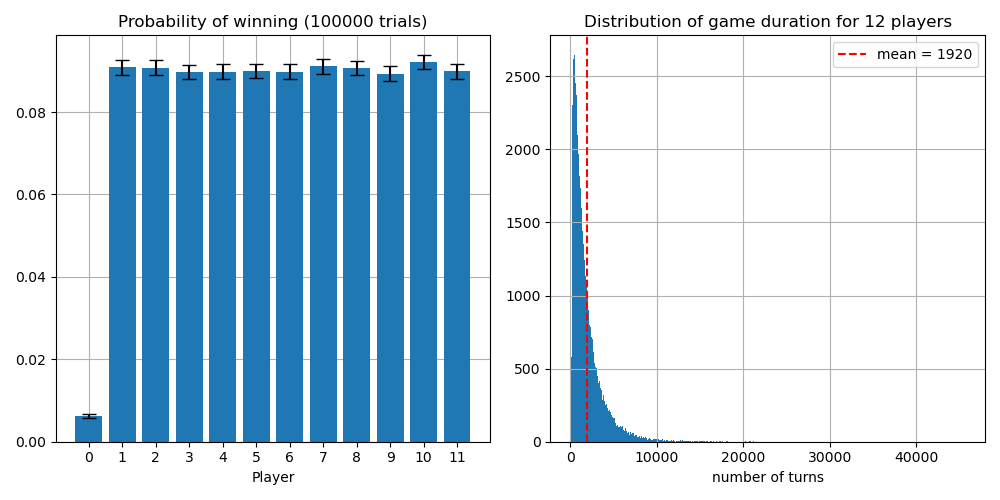 Probability of winning (100000 trials)
0.08
0.06
0.04
0.02
0.00
0 1 2 3 4 5 6 7 8 9 10 11
Player
Distribution of game duration for 12 players
mean = 1920
2500
2000
1500
1000
500
0
0 10000 20000 30000 40000
number of turns